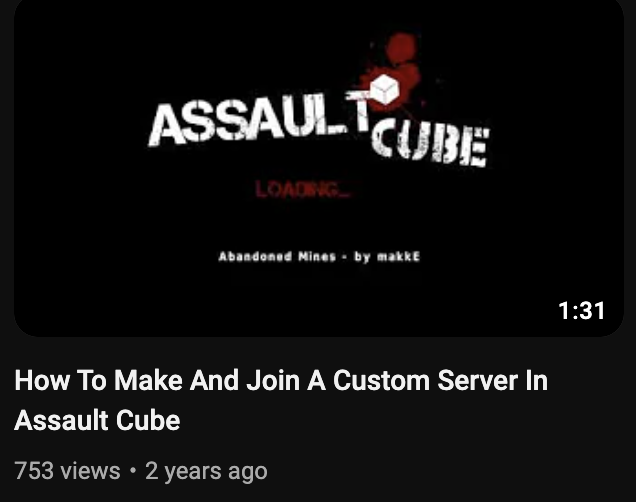 ASSAULT CUBE
LOADING...
Abandoned Mines - by makkE
1:31
How To Make And Join A Custom Server In
Assault Cube
753 views • 2 years ago